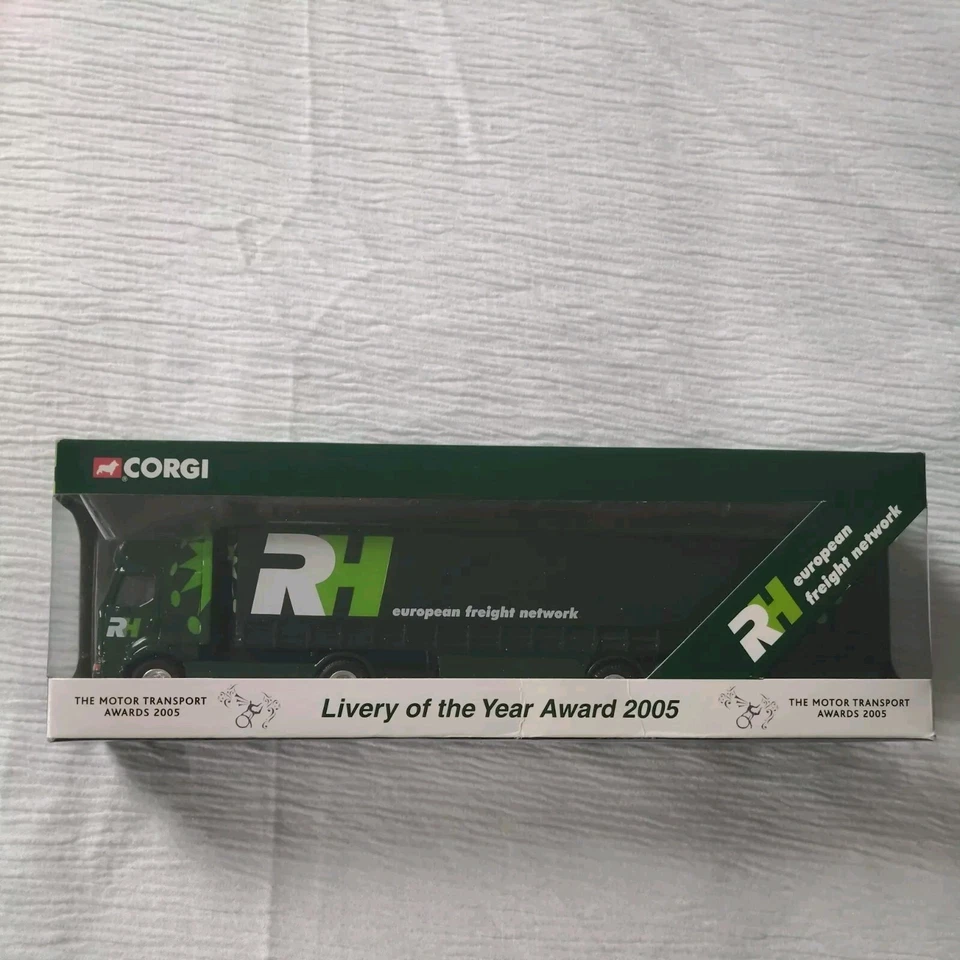 CORGI
RH
european freight network
RH
RH
european
freight network
THE MOTOR TRANSPORT
AWARDS 2005
Livery of the Year Award 2005
THE MOTOR TRANSPORT
AWARDS 2005